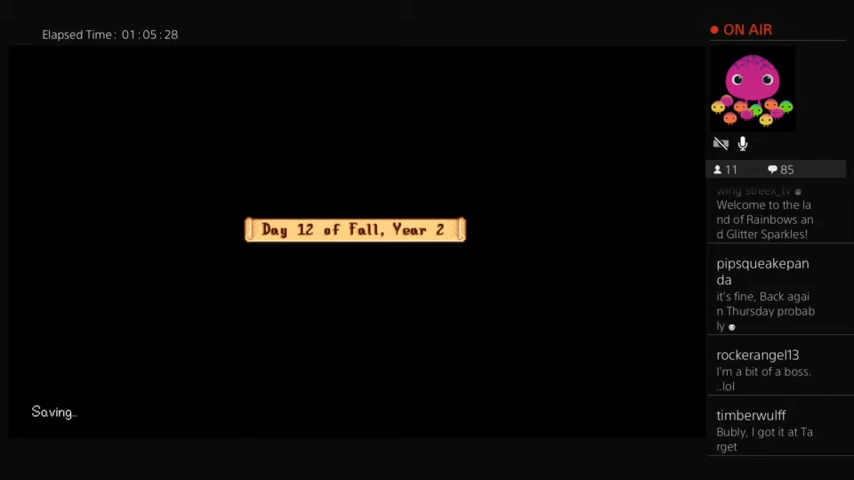 Elapsed Time: 01:05:28
ON AIR
11 85
wing streex_tv
Welcome to the la
nd of Rainbows an
d Glitter Sparkles!
pipsqueakepan
da
it's fine, Back agai
n Thursday probab
ly
rockerangel13
I'm a bit of a boss.
..lol
timberwulff
Bubly, I got it at Ta
rget
Day 12 of Fall, Year 2
Saving..